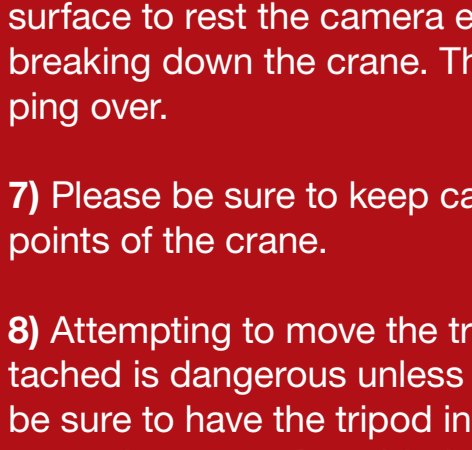 surface to rest the camera
breaking down the crane.
ping over.
7) Please be sure to keep
points of the crane.
8) Attempting to move the
tached is dangerous unless
be sure to have the tripod in